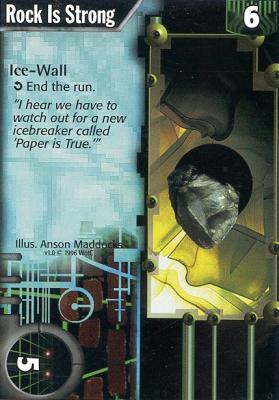 Rock Is Strong
6
Ice-Wall
End the run.
"I hear we have to
watch out for a new
icebreaker called
'Paper is True.'"
Illus. Anson Maddocks
v1.0 © 1996 WotC
5